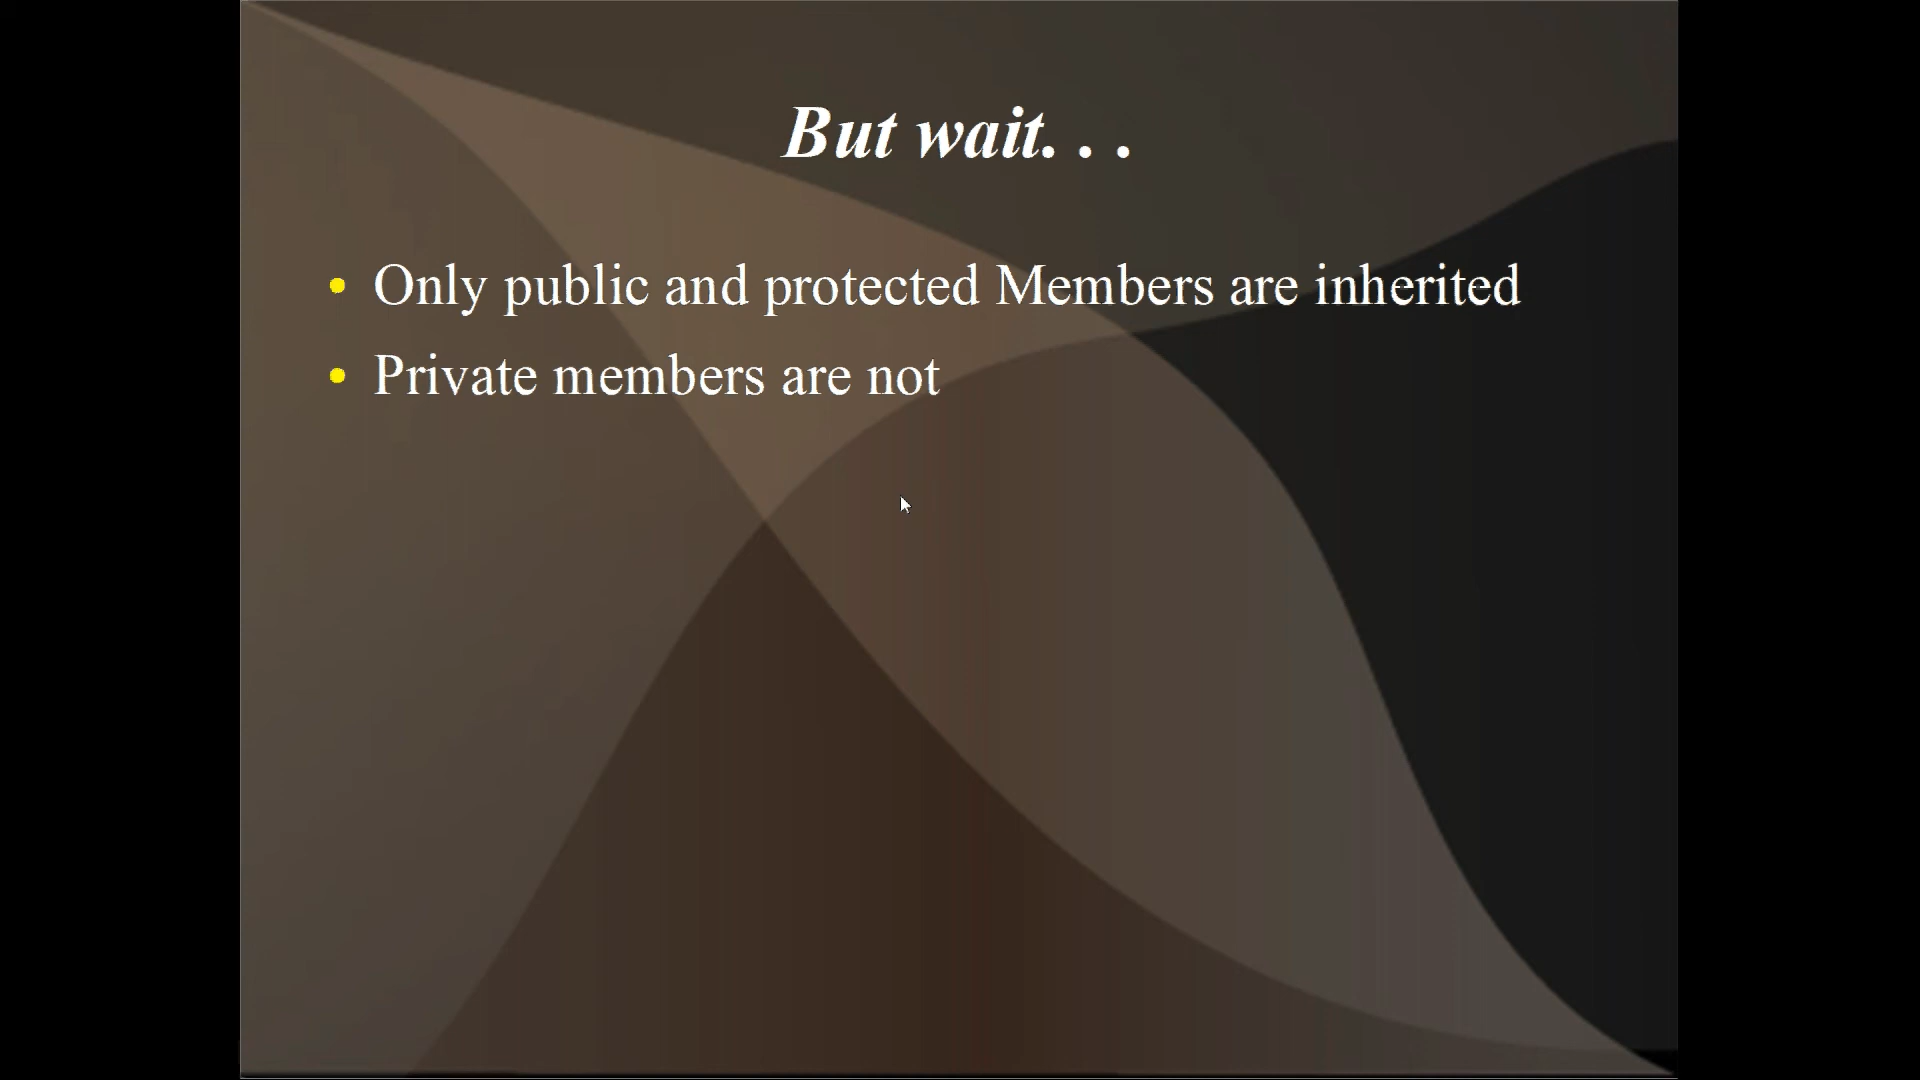 But wait. . .
• Only public and protected Members are inherited
• Private members are not